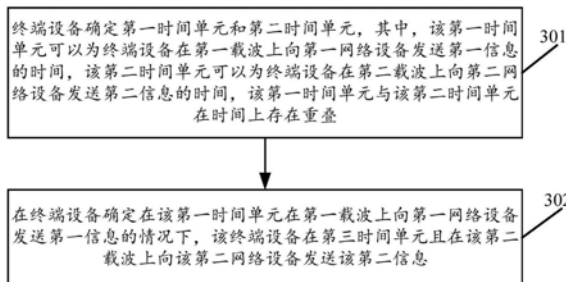 终端设备确定第一时间单元和第二时间单元，其中，该第一时间
单元可以为终端设备在第一载波上向第一网络设备发送第一信息
的时间，该第二时间单元可以为终端设备在第二载波上向第二网
络设备发送第二信息的时间，该第一时间单元与该第二时间单元
在时间上存在重叠
301
在终端设备确定在该第一时间单元在第一载波上向第一网络设备
发送第一信息的情况下，该终端设备在第三时间单元且在该第二
载波上向该第二网络设备发送该第二信息
302